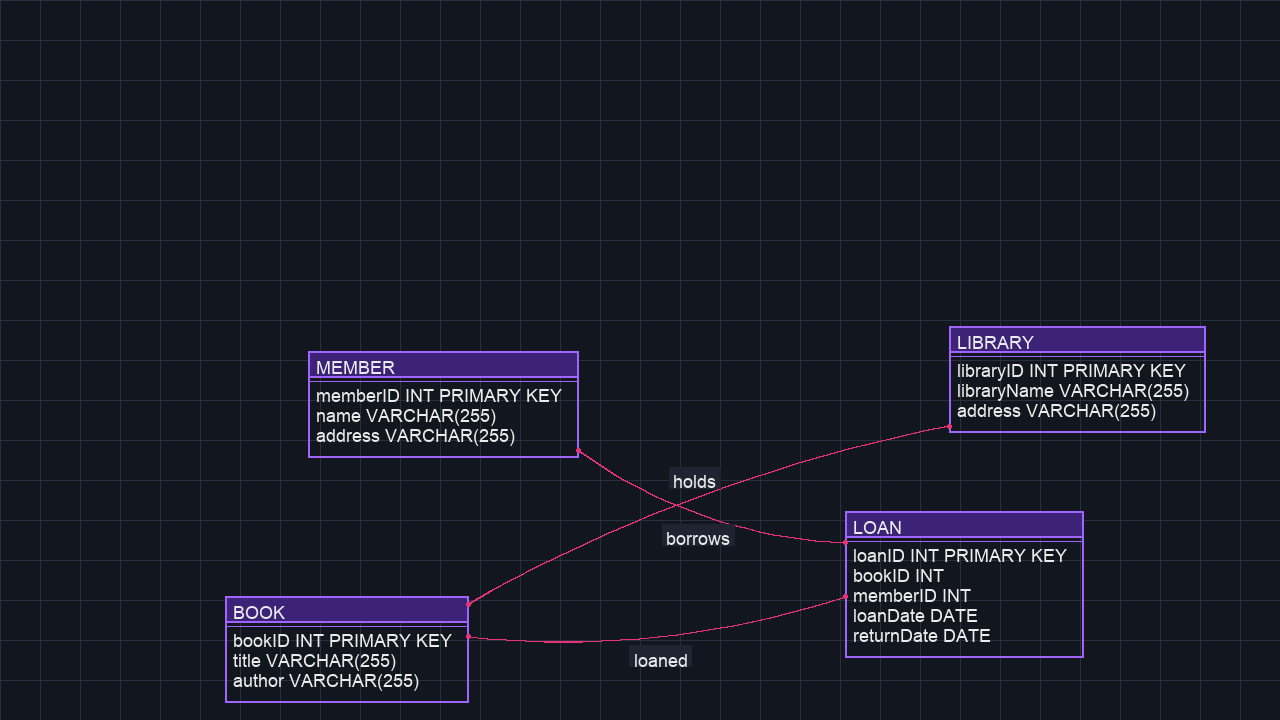 LIBRARY
libraryID INT PRIMARY KEY
libraryName VARCHAR(255)
address VARCHAR(255)
MEMBER
memberID INT PRIMARY KEY
name VARCHAR(255)
address VARCHAR(255)
holds
borrows
LOAN
loanID INT PRIMARY KEY
bookID INT
memberID INT
loanDate DATE
returnDate DATE
BOOK
bookID INT PRIMARY KEY
title VARCHAR(255)
author VARCHAR(255)
loaned